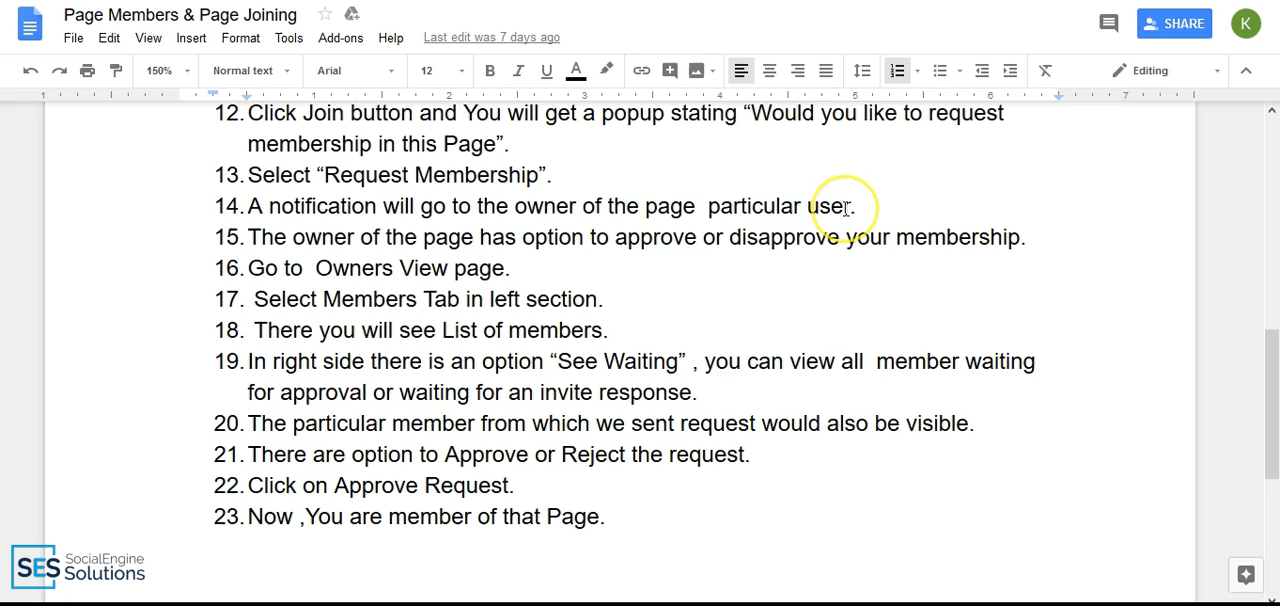 Page Members & Page Joining
File Edit View Insert Format Tools Add-ons Help Last edit was 7 days ago
SHARE
K
150% Normal text Arial 12 B I U A Editing
1 1 2 3 4 5 6 7
12. Click Join button and You will get a popup stating “Would you like to request
membership in this Page”.
13. Select “Request Membership”.
14. A notification will go to the owner of the page  particular user.
15. The owner of the page has option to approve or disapprove your membership.
16. Go to  Owners View page.
17.  Select Members Tab in left section.
18.  There you will see List of members.
19. In right side there is an option “See Waiting” , you can view all  member waiting
for approval or waiting for an invite response.
20. The particular member from which we sent request would also be visible.
21. There are option to Approve or Reject the request.
22. Click on Approve Request.
23. Now ,You are member of that Page.
SES SocialEngine
Solutions